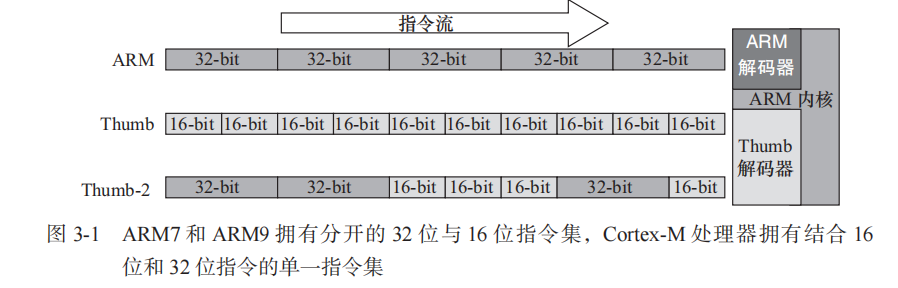 指令流
ARM 32-bit 32-bit 32-bit 32-bit 32-bit
Thumb 16-bit 16-bit 16-bit 16-bit 16-bit 16-bit 16-bit 16-bit 16-bit 16-bit
Thumb-2 32-bit 32-bit 16-bit 16-bit 16-bit 32-bit 16-bit
ARM
解码器
ARM 内核
Thumb
解码器
图 3-1 ARM7 和 ARM9 拥有分开的 32 位与 16 位指令集，Cortex-M 处理器拥有结合 16
位和 32 位指令的单一指令集